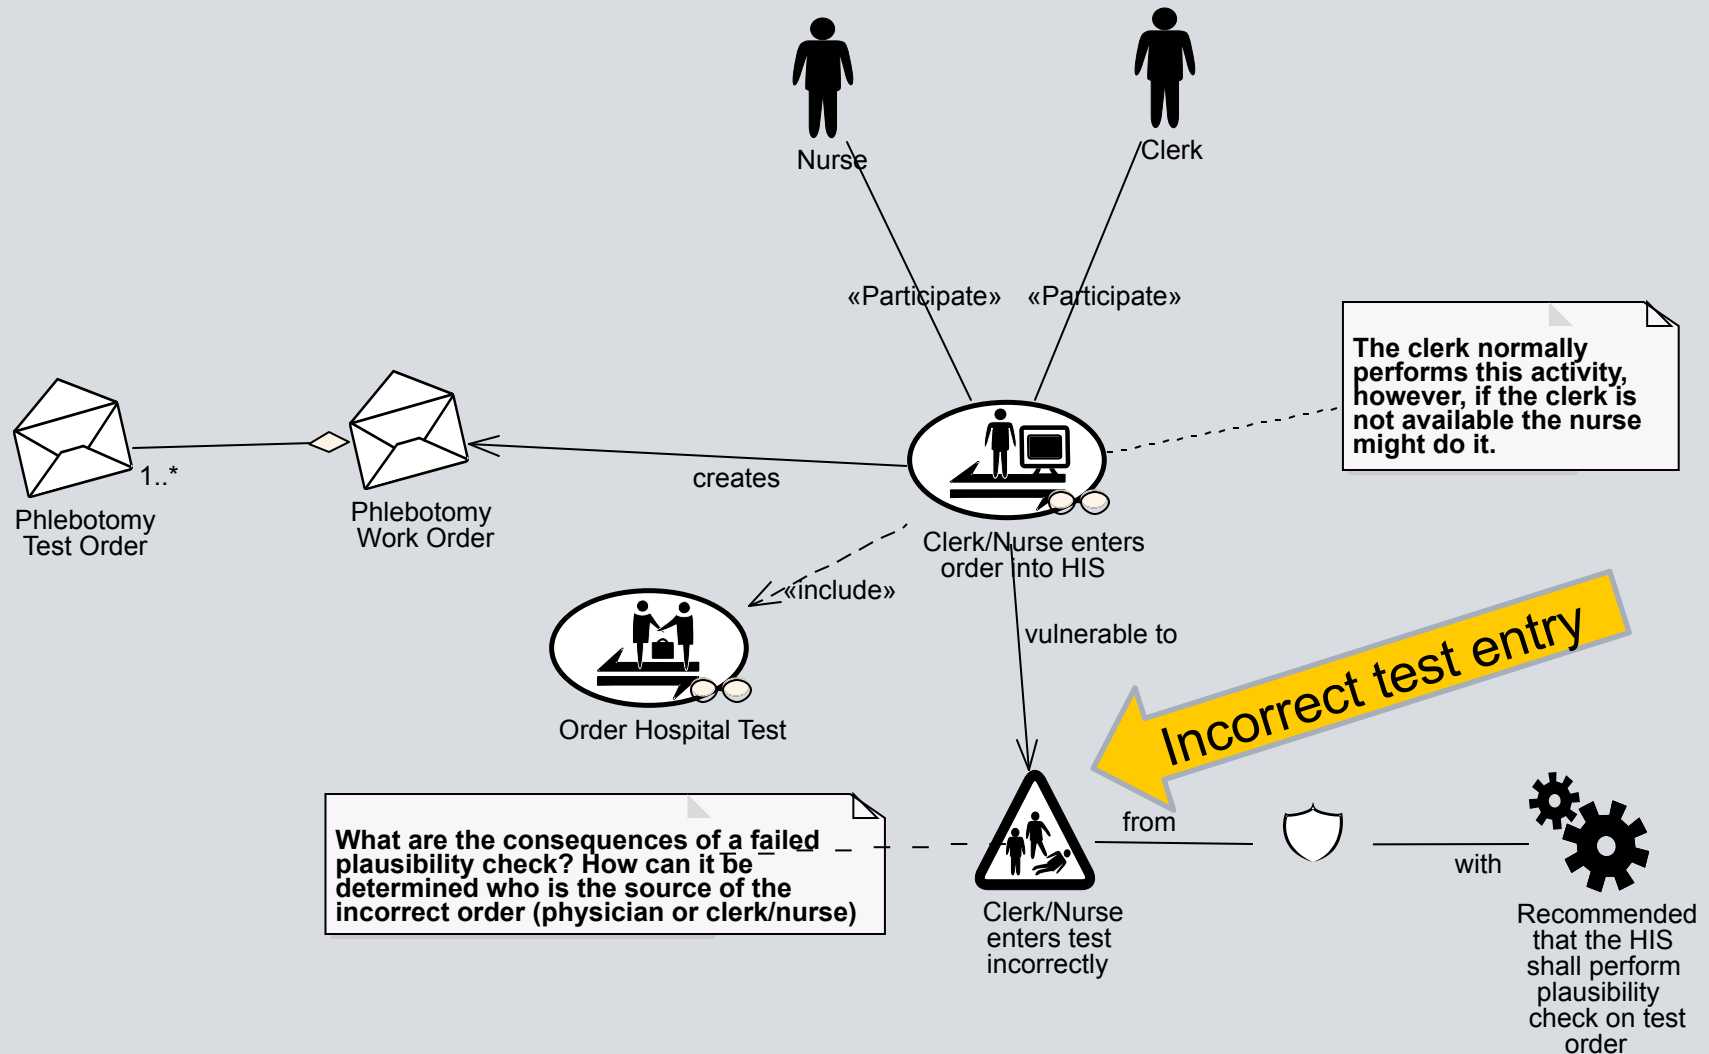 Nurse
Clerk
«Participate»
«Participate»
The clerk normally
performs this activity,
however, if the clerk is
not available the nurse
might do it.
1..*
Phlebotomy
Test Order
Phlebotomy
Work Order
creates
Clerk/Nurse enters
order into HIS
«include»
Order Hospital Test
vulnerable to
Incorrect test entry
What are the consequences of a failed
plausibility check? How can it be
determined who is the source of the
incorrect order (physician or clerk/nurse)
Clerk/Nurse
enters test
incorrectly
from
with
Recommended
that the HIS
shall perform
plausibility
check on test
order